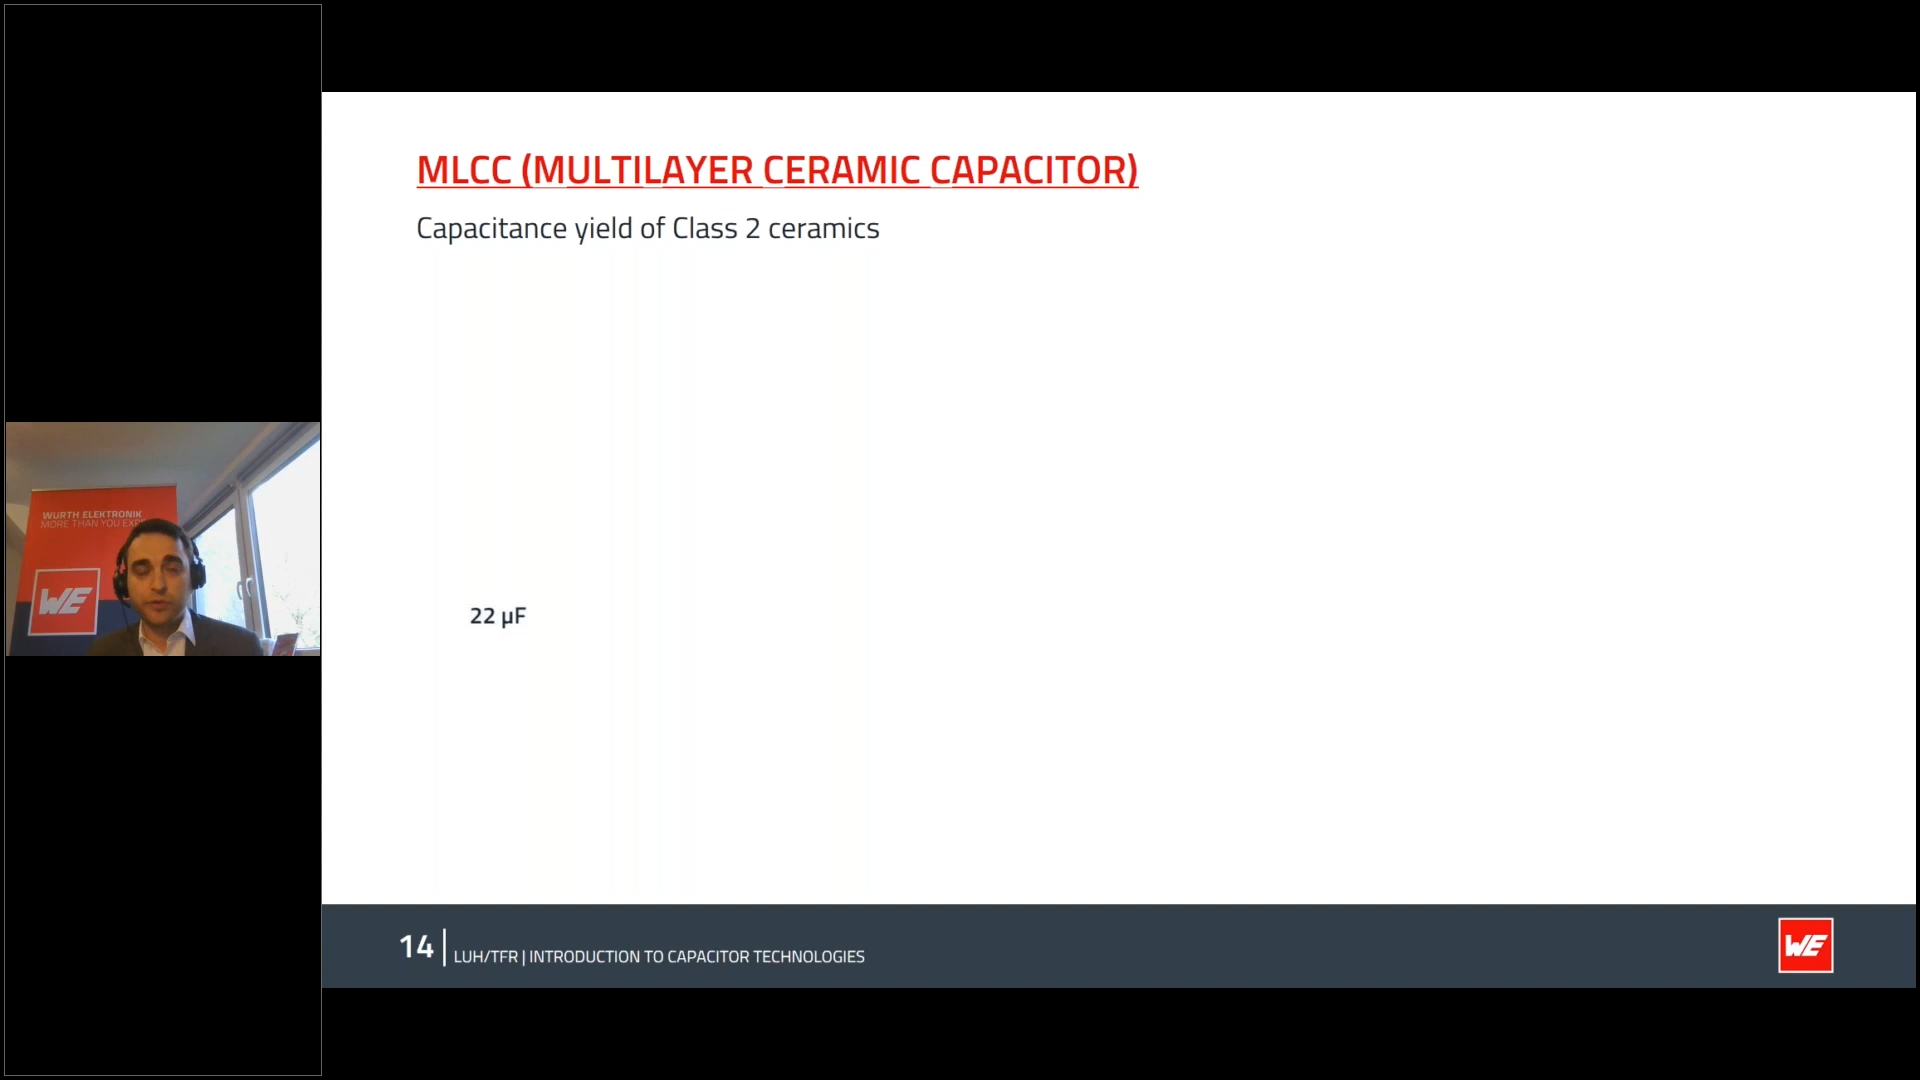 MLCC (MULTILAYER CERAMIC CAPACITOR)
Capacitance yield of Class 2 ceramics
WURTH ELEKTRONIK
MORE THAN YOU EXP
WE
22 µF
14
LUH/TFR | INTRODUCTION TO CAPACITOR TECHNOLOGIES
WE